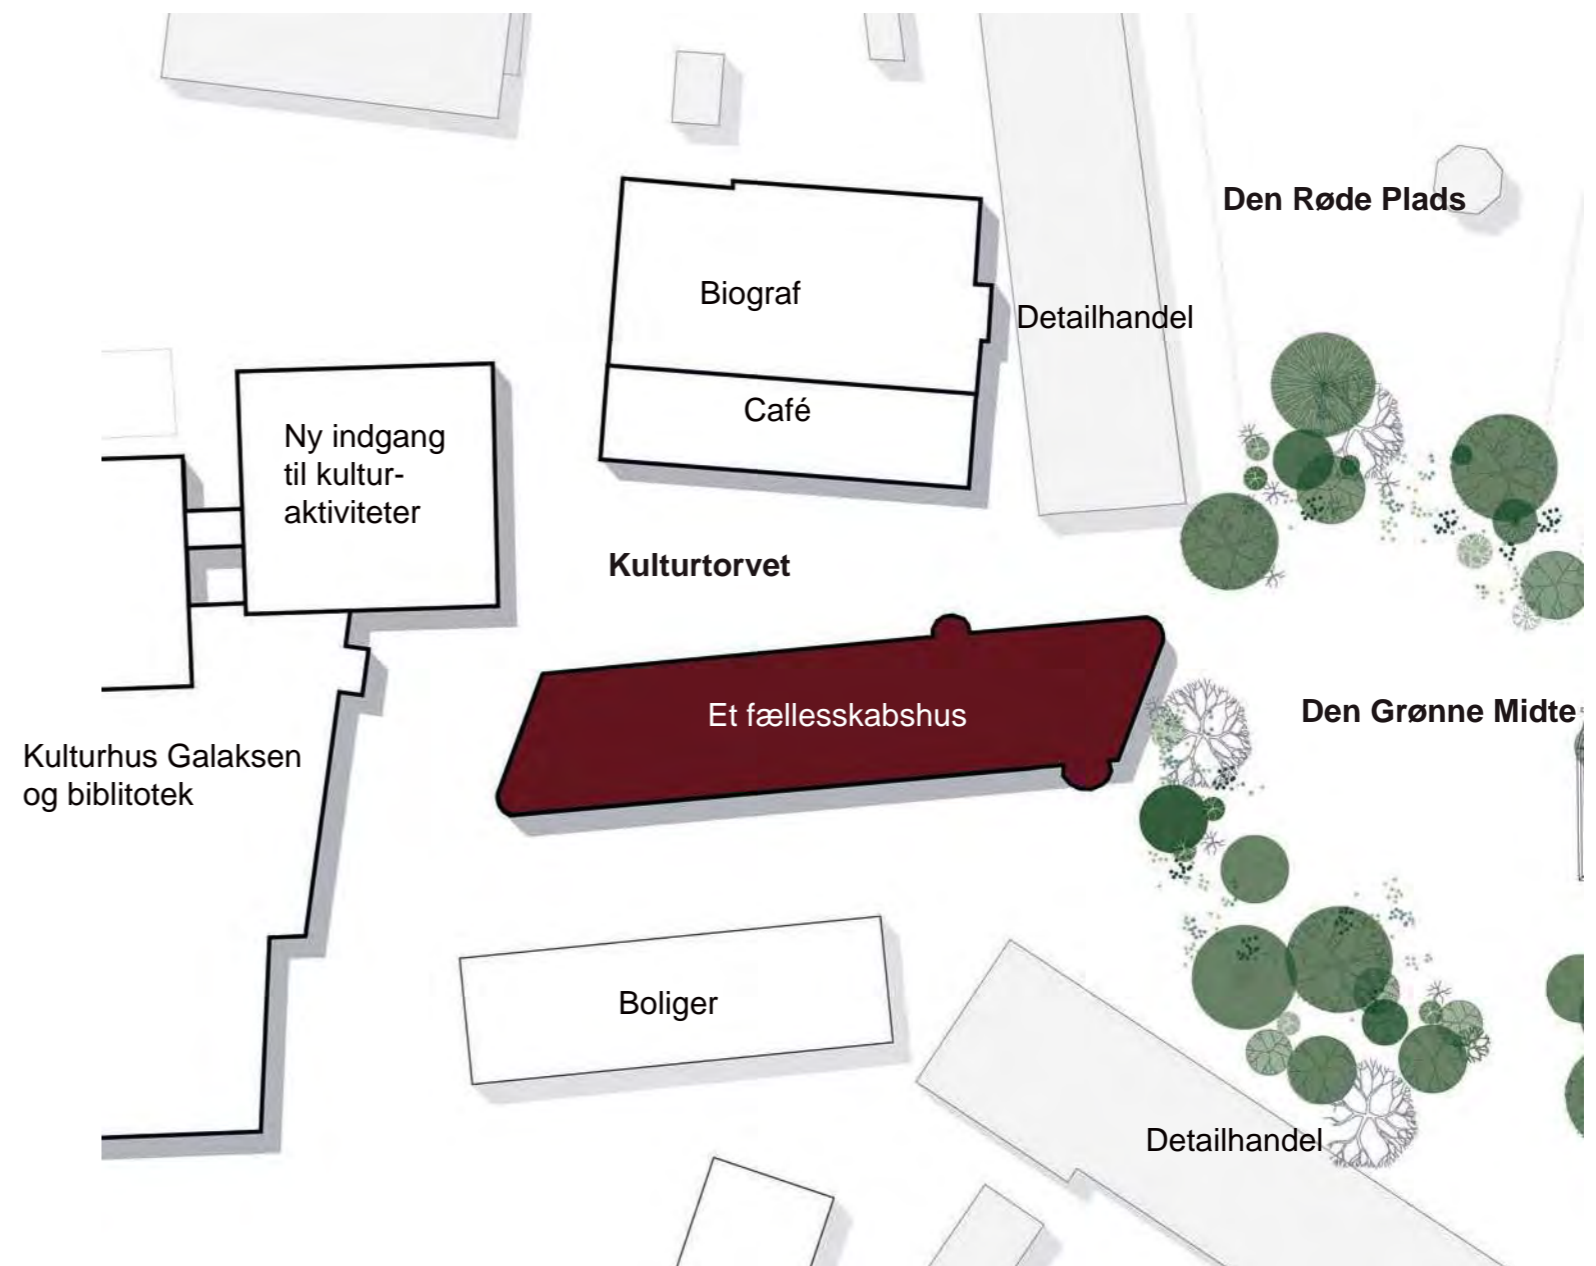 Den Røde Plads
Biograf
Detailhandel
Café
Ny indgang
til kultur-
aktiviteter
Kulturtorvet
Et fællesskabshus
Den Grønne Midte
Kulturhus Galaksen
og biblitotek
Boliger
Detailhandel